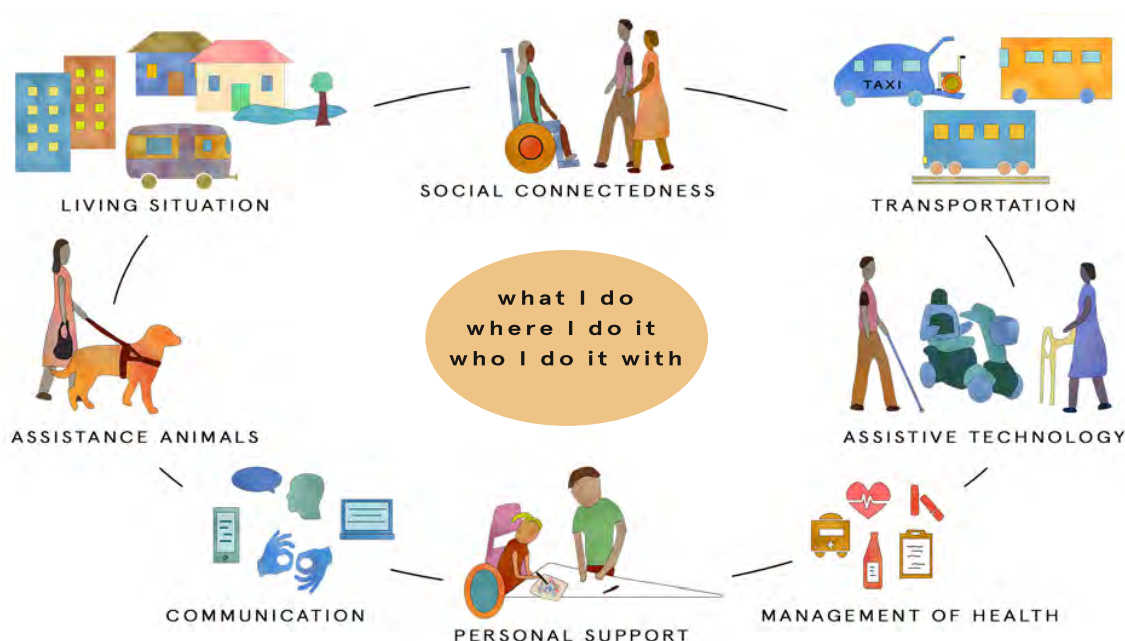 SOCIAL CONNECTEDNESS
LIVING SITUATION
TAXI
TRANSPORTATION
what I do
where I do it
who I do it with
ASSISTANCE ANIMALS
ASSISTIVE TECHNOLOGY
COMMUNICATION
PERSONAL SUPPORT
MANAGEMENT OF HEALTH